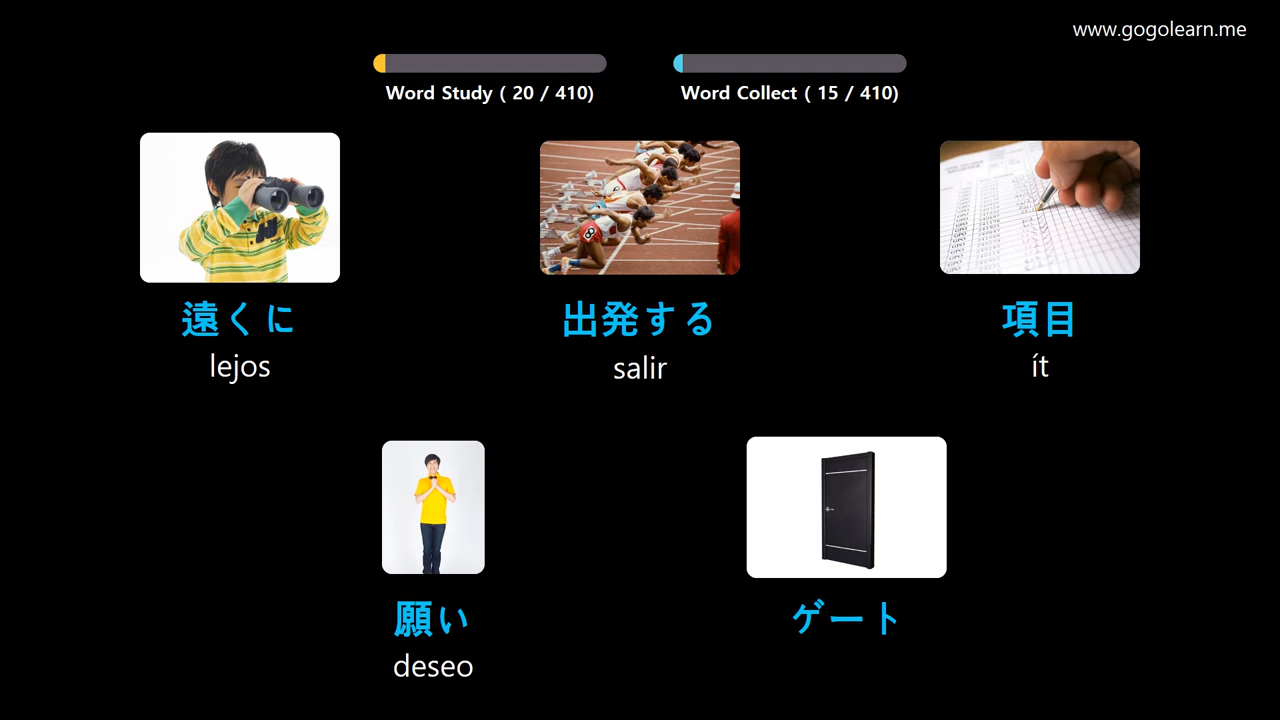 www.gogolearn.me
Word Study ( 20 / 410)
Word Collect ( 15 / 410)
遠くに
lejos
出発する
salir
項目
ít
願い
deseo
ゲート